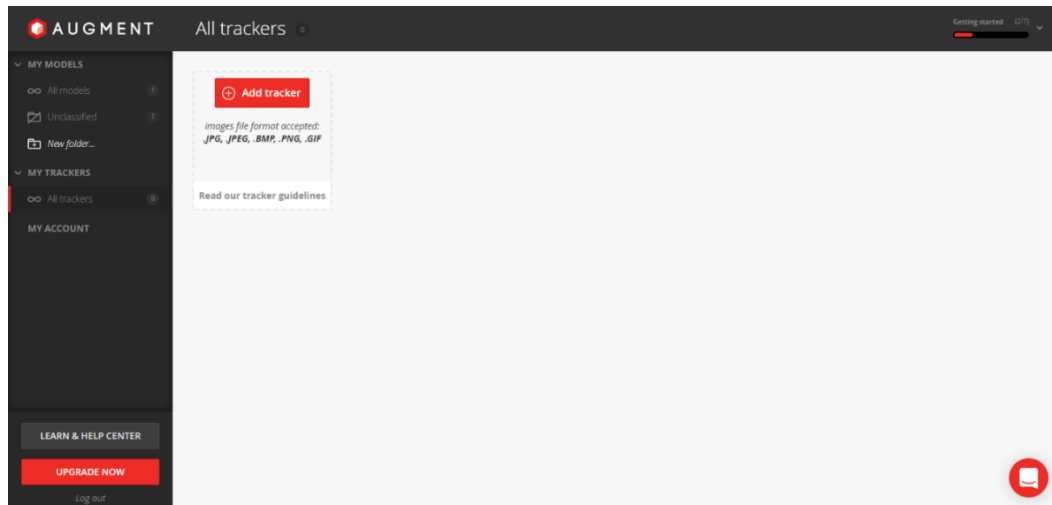 AUGMENT
All trackers 0
Getting started (2/7)
MY MODELS
All models 1
Unclassified 1
New folder...
MY TRACKERS
All trackers 0
MY ACCOUNT
LEARN & HELP CENTER
UPGRADE NOW
Log out
Add tracker
images file format accepted:
.JPG, .JPEG, .BMP, .PNG, .GIF
Read our tracker guidelines